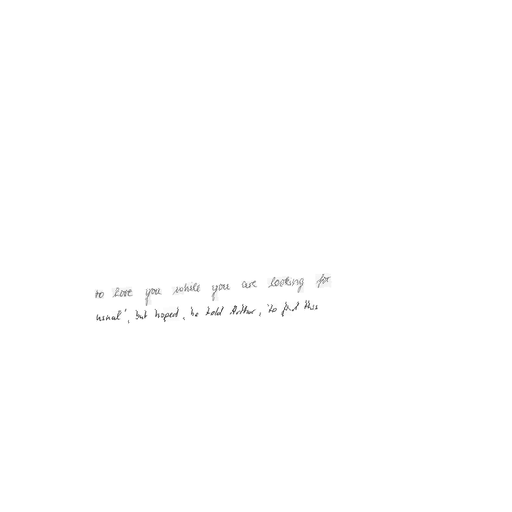 to love you while you are looking for
usual', but hoped, he told Arthur, 'to find this